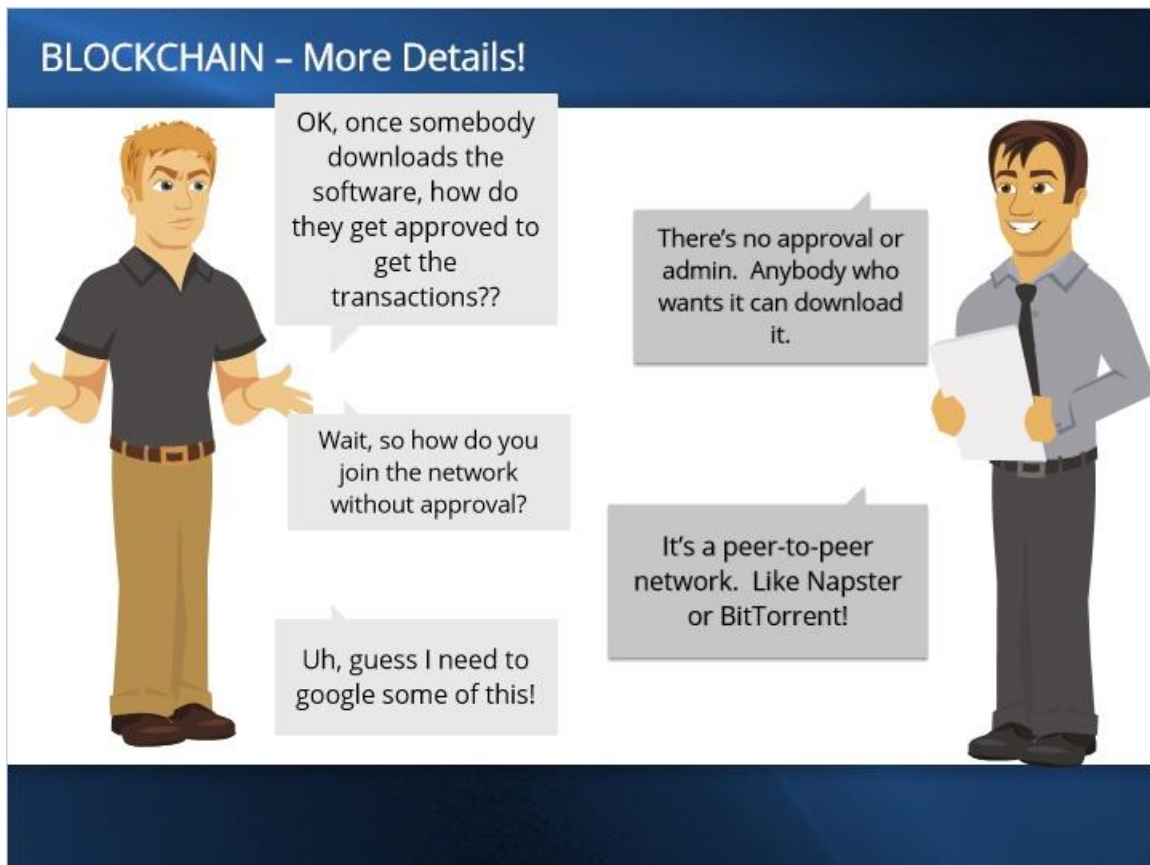 BLOCKCHAIN – More Details!
OK, once somebody
downloads the
software, how do
they get approved to
get the
transactions??
There’s no approval or
admin.  Anybody who
wants it can download
it.
Wait, so how do you
join the network
without approval?
It’s a peer-to-peer
network.  Like Napster
or BitTorrent!
Uh, guess I need to
google some of this!